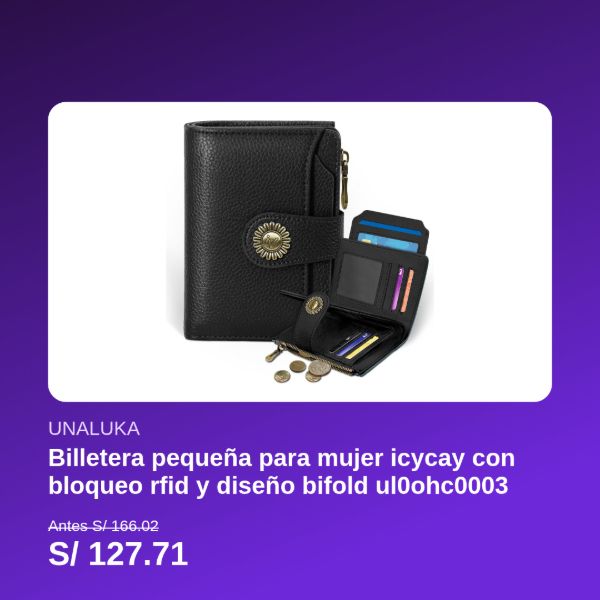 UNALUKA
Billetera pequeña para mujer icycay con
bloqueo rfid y diseño bifold ul0ohc0003
Antes S/ 166.02
S/ 127.71